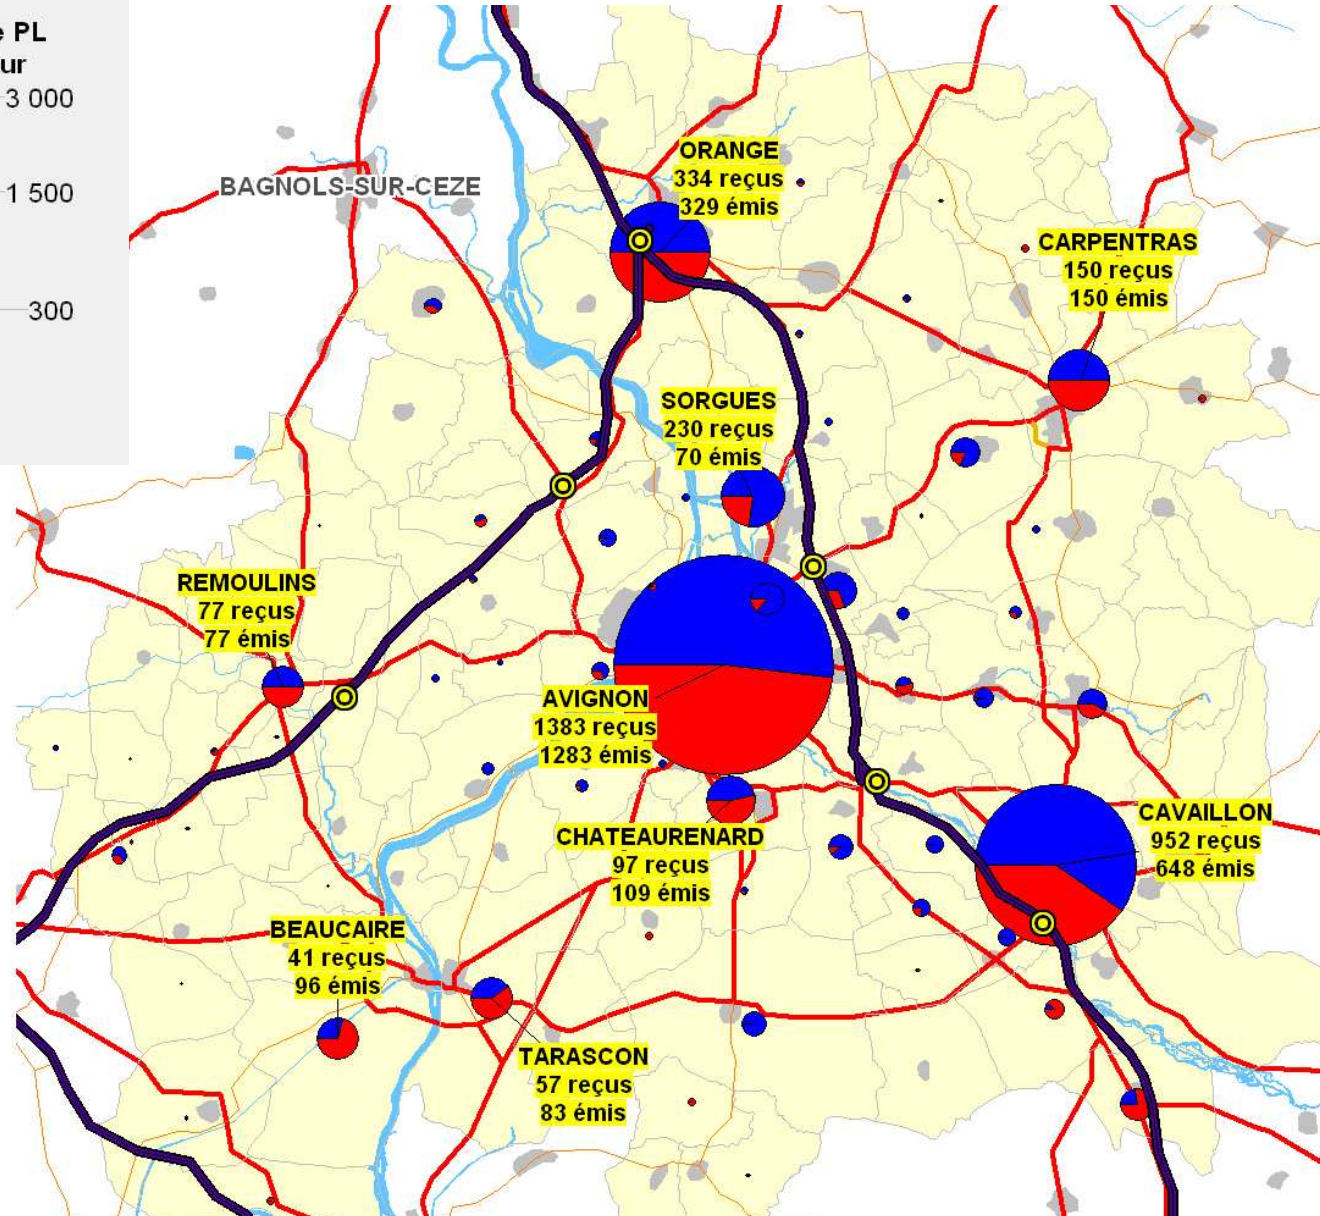 e PL
ur
3 000
1 500
300
BAGNOLS-SUR-CEZE
ORANGE
334 reçus
329 émis
CARPENTRAS
150 reçus
150 émis
SORGUES
230 reçus
70 émis
REMOULINS
77 reçus
77 émis
AVIGNON
1383 reçus
1283 émis
CHATEAURENARD
97 reçus
109 émis
CAVAILLON
952 reçus
648 émis
BEAUCAIRE
41 reçus
96 émis
TARASCON
57 reçus
83 émis